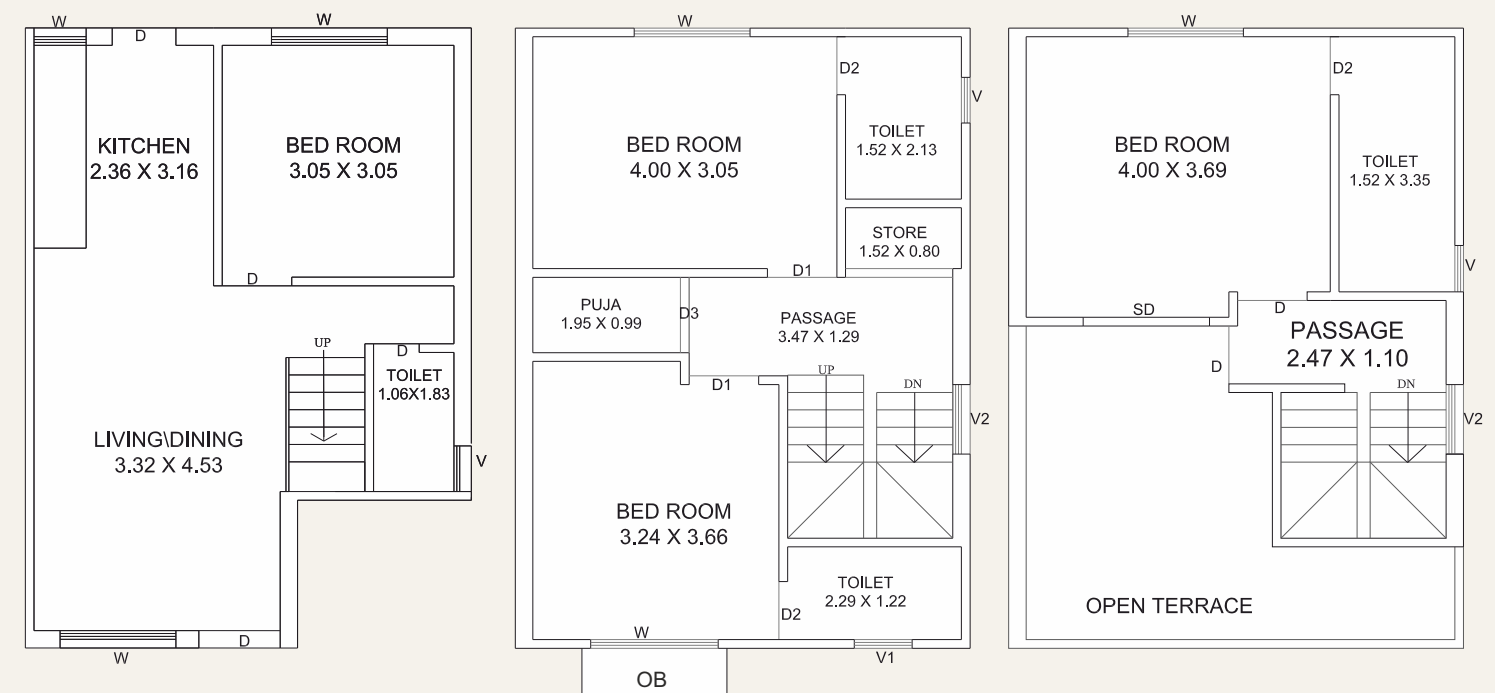 W
W
D
KITCHEN
2.36 X 3.16
BED ROOM
3.05 X 3.05
D
UP
D
TOILET
1.06X1.83
LIVING\DINING
3.32 X 4.53
V
D
W
W
D2
V
BED ROOM
4.00 X 3.05
TOILET
1.52 X 2.13
STORE
1.52 X 0.80
D1
PUJA
1.95 X 0.99
D3
PASSAGE
3.47 X 1.29
UP
DN
D1
V2
BED ROOM
3.24 X 3.66
TOILET
2.29 X 1.22
D2
W
V1
OB
W
D2
BED ROOM
4.00 X 3.69
TOILET
1.52 X 3.35
V
SD
D
PASSAGE
2.47 X 1.10
D
DN
V2
OPEN TERRACE